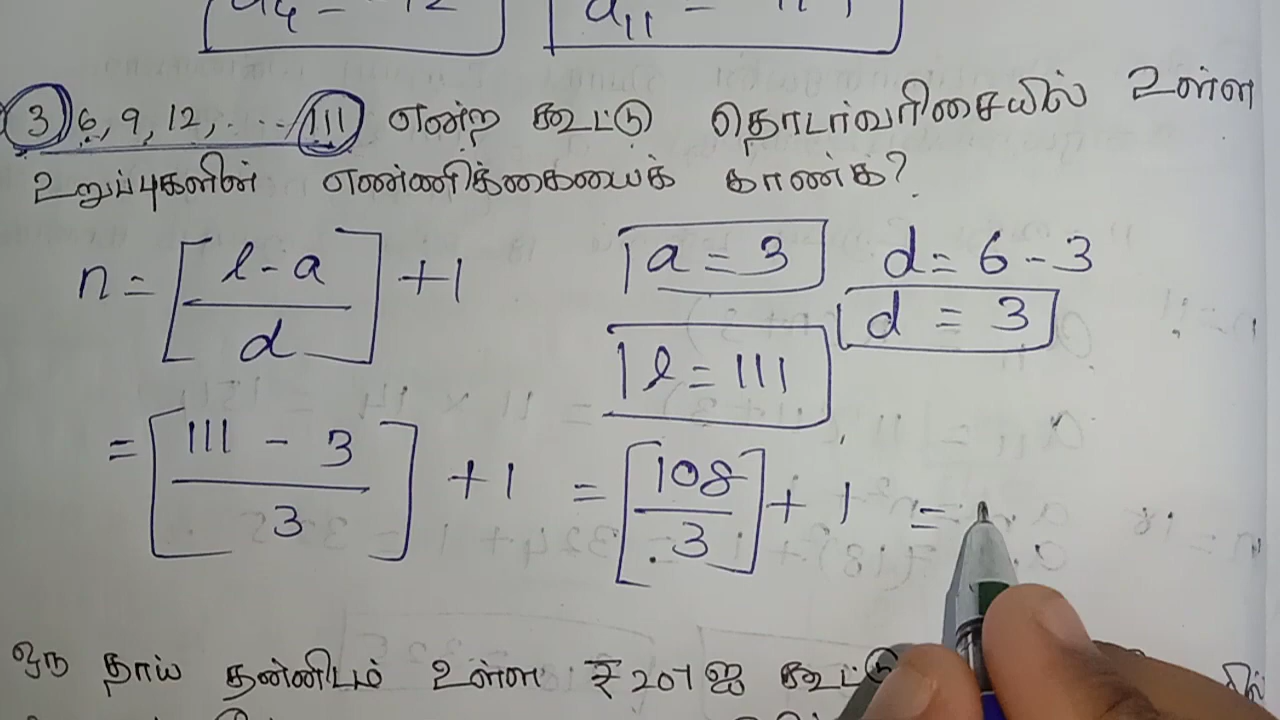 3, 6, 9, 12, ... 111 என்ற கூட்டு தொடர்வரிசையில் உள்ள
உறுப்புகளின் எண்ணிக்கையைக் காண்க?
n = [l - a / d] + 1
a = 3
d = 6 - 3
d = 3
l = 111
= [111 - 3 / 3] + 1 = [108 / 3] + 1 =
ஒரு தாய் தன்னிடம் உள்ள ₹207 ஐ